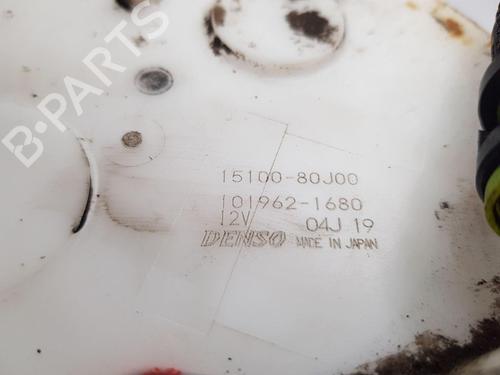 B-PARTS
15100-80J00
101962-1680
12V 04J 19
DENSO MADE IN JAPAN